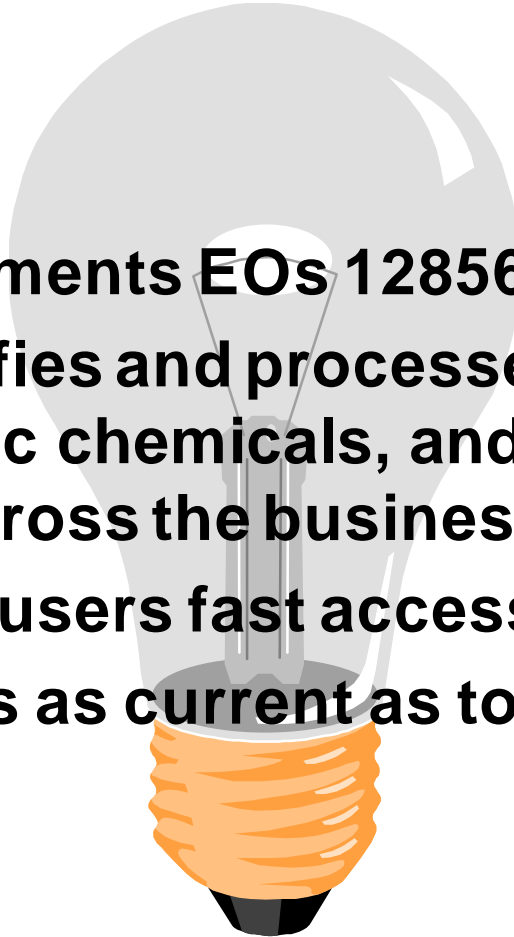 ments EOs 12856
fies and processe
c chemicals, and
ross the busines
users fast access
s as current as to